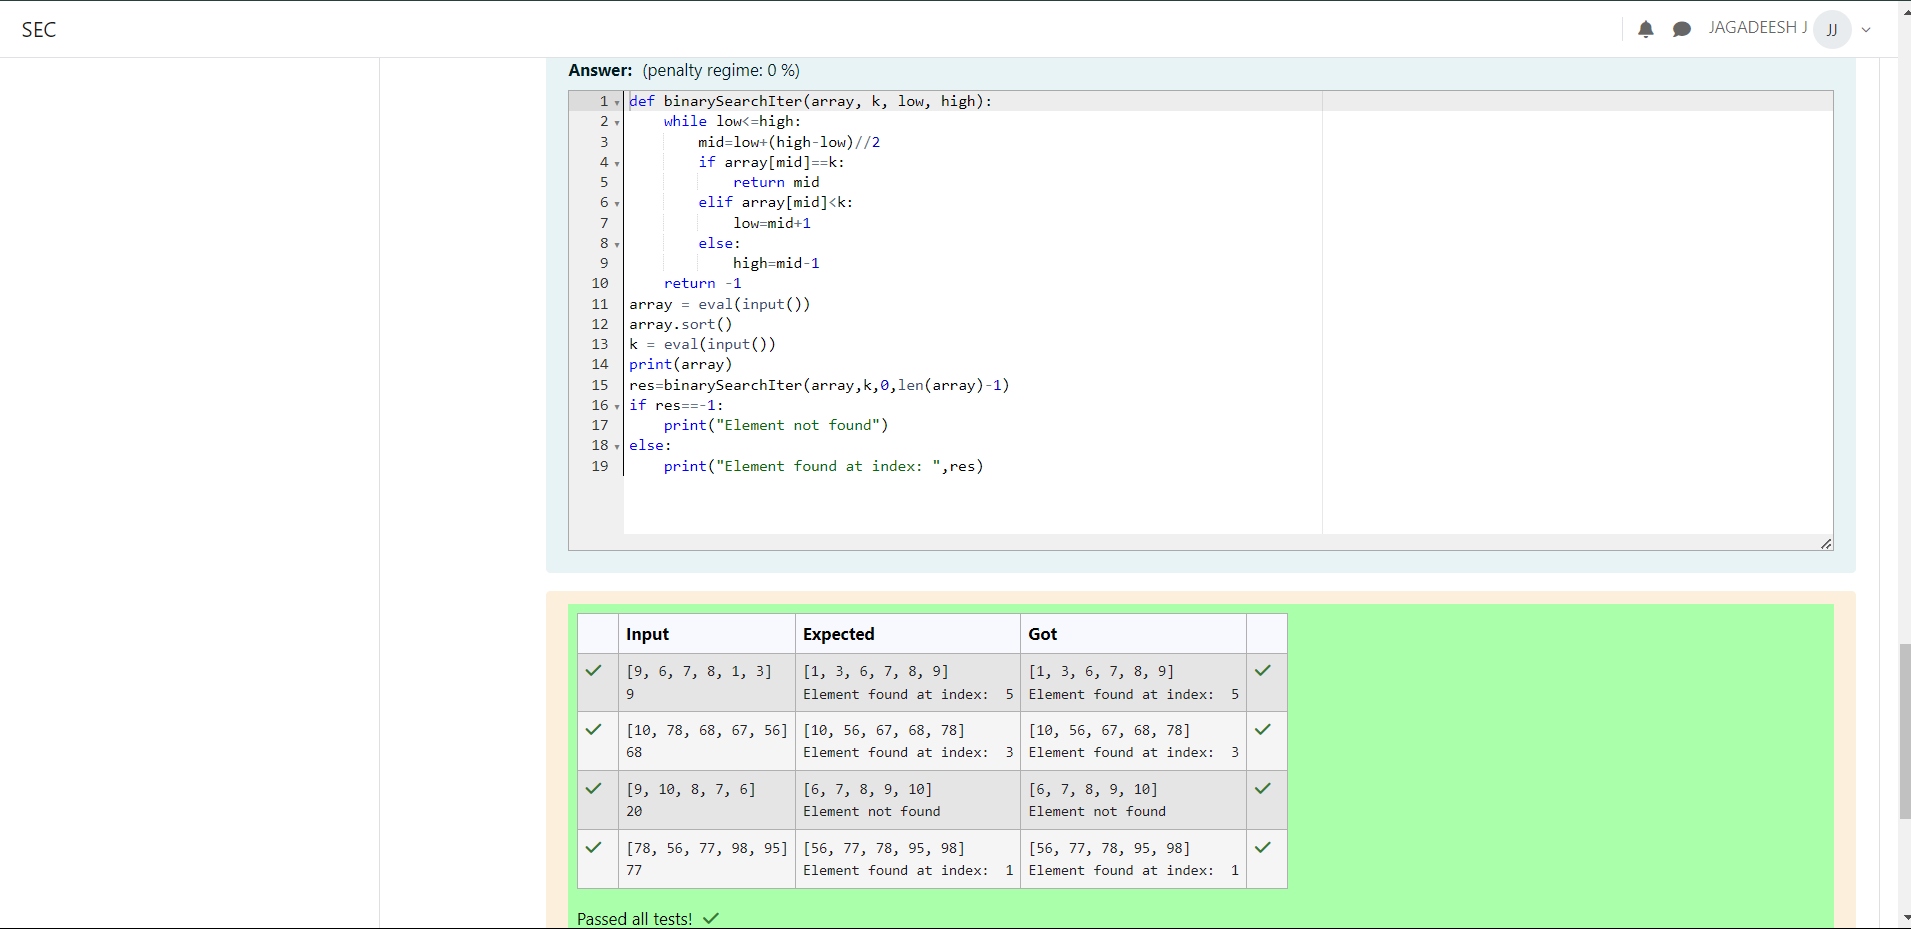 SEC
JAGADEESH J
JJ
Answer: (penalty regime: 0 %)
1 def binarySearchIter(array, k, low, high):
2     while low<=high:
3         mid=low+(high-low)//2
4         if array[mid]==k:
5             return mid
6         elif array[mid]<k:
7             low=mid+1
8         else:
9             high=mid-1
10     return -1
11 array = eval(input())
12 array.sort()
13 k = eval(input())
14 print(array)
15 res=binarySearchIter(array,k,0,len(array)-1)
16 if res==-1:
17     print("Element not found")
18 else:
19     print("Element found at index: ",res)
Input Expected Got
[9, 6, 7, 8, 1, 3] [1, 3, 6, 7, 8, 9] [1, 3, 6, 7, 8, 9]
9 Element found at index:  5 Element found at index:  5
[10, 78, 68, 67, 56] [10, 56, 67, 68, 78] [10, 56, 67, 68, 78]
68 Element found at index:  3 Element found at index:  3
[9, 10, 8, 7, 6] [6, 7, 8, 9, 10] [6, 7, 8, 9, 10]
20 Element not found Element not found
[78, 56, 77, 98, 95] [56, 77, 78, 95, 98] [56, 77, 78, 95, 98]
77 Element found at index:  1 Element found at index:  1
Passed all tests!